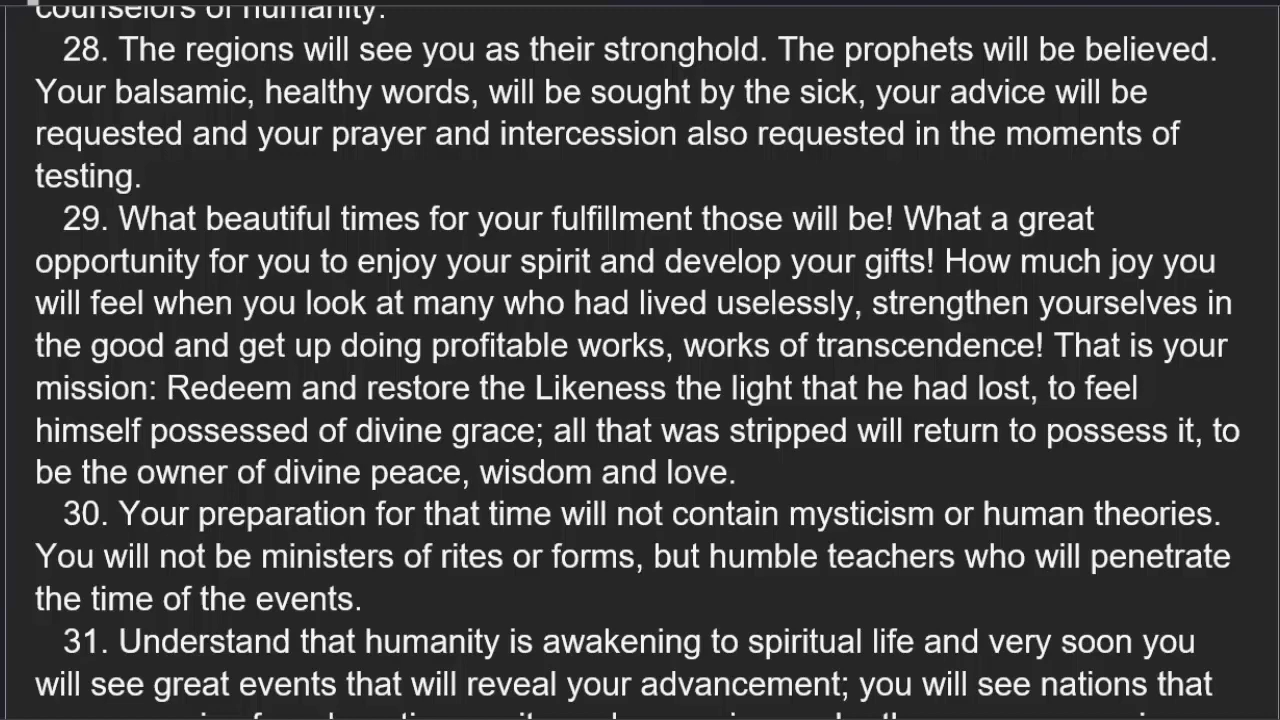 counselors of humanity.
28. The regions will see you as their stronghold. The prophets will be believed.
Your balsamic, healthy words, will be sought by the sick, your advice will be
requested and your prayer and intercession also requested in the moments of
testing.
29. What beautiful times for your fulfillment those will be! What a great
opportunity for you to enjoy your spirit and develop your gifts! How much joy you
will feel when you look at many who had lived uselessly, strengthen yourselves in
the good and get up doing profitable works, works of transcendence! That is your
mission: Redeem and restore the Likeness the light that he had lost, to feel
himself possessed of divine grace; all that was stripped will return to possess it, to
be the owner of divine peace, wisdom and love.
30. Your preparation for that time will not contain mysticism or human theories.
You will not be ministers of rites or forms, but humble teachers who will penetrate
the time of the events.
31. Understand that humanity is awakening to spiritual life and very soon you
will see great events that will reveal your advancement; you will see nations that